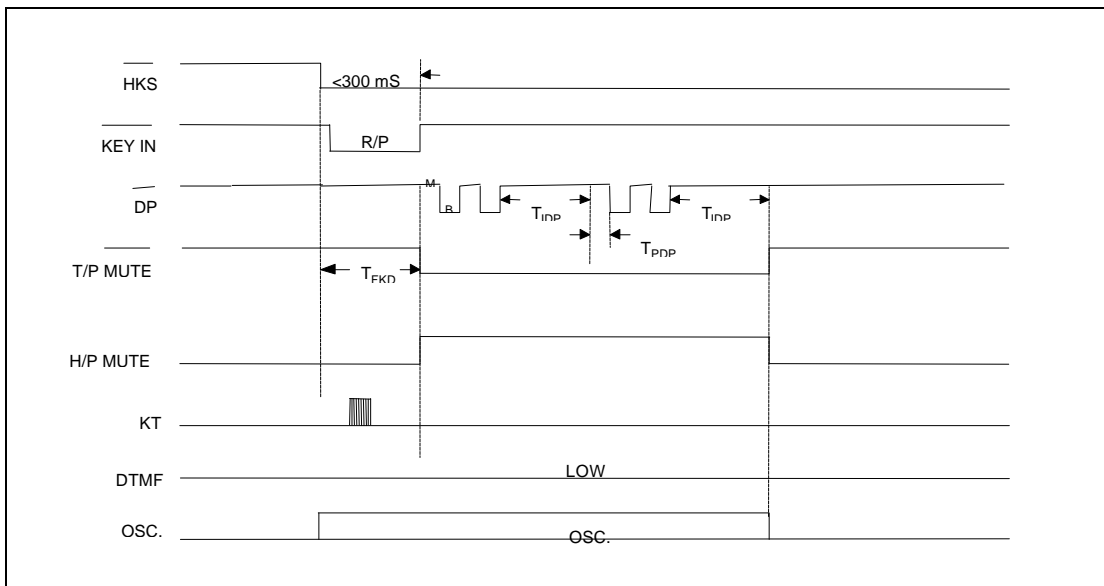 HKS
<300 mS
KEY IN
R/P
DP
M
B
TIDP
TIDP
TPDP
T/P MUTE
TFKD
H/P MUTE
KT
DTMF
LOW
OSC.
OSC.